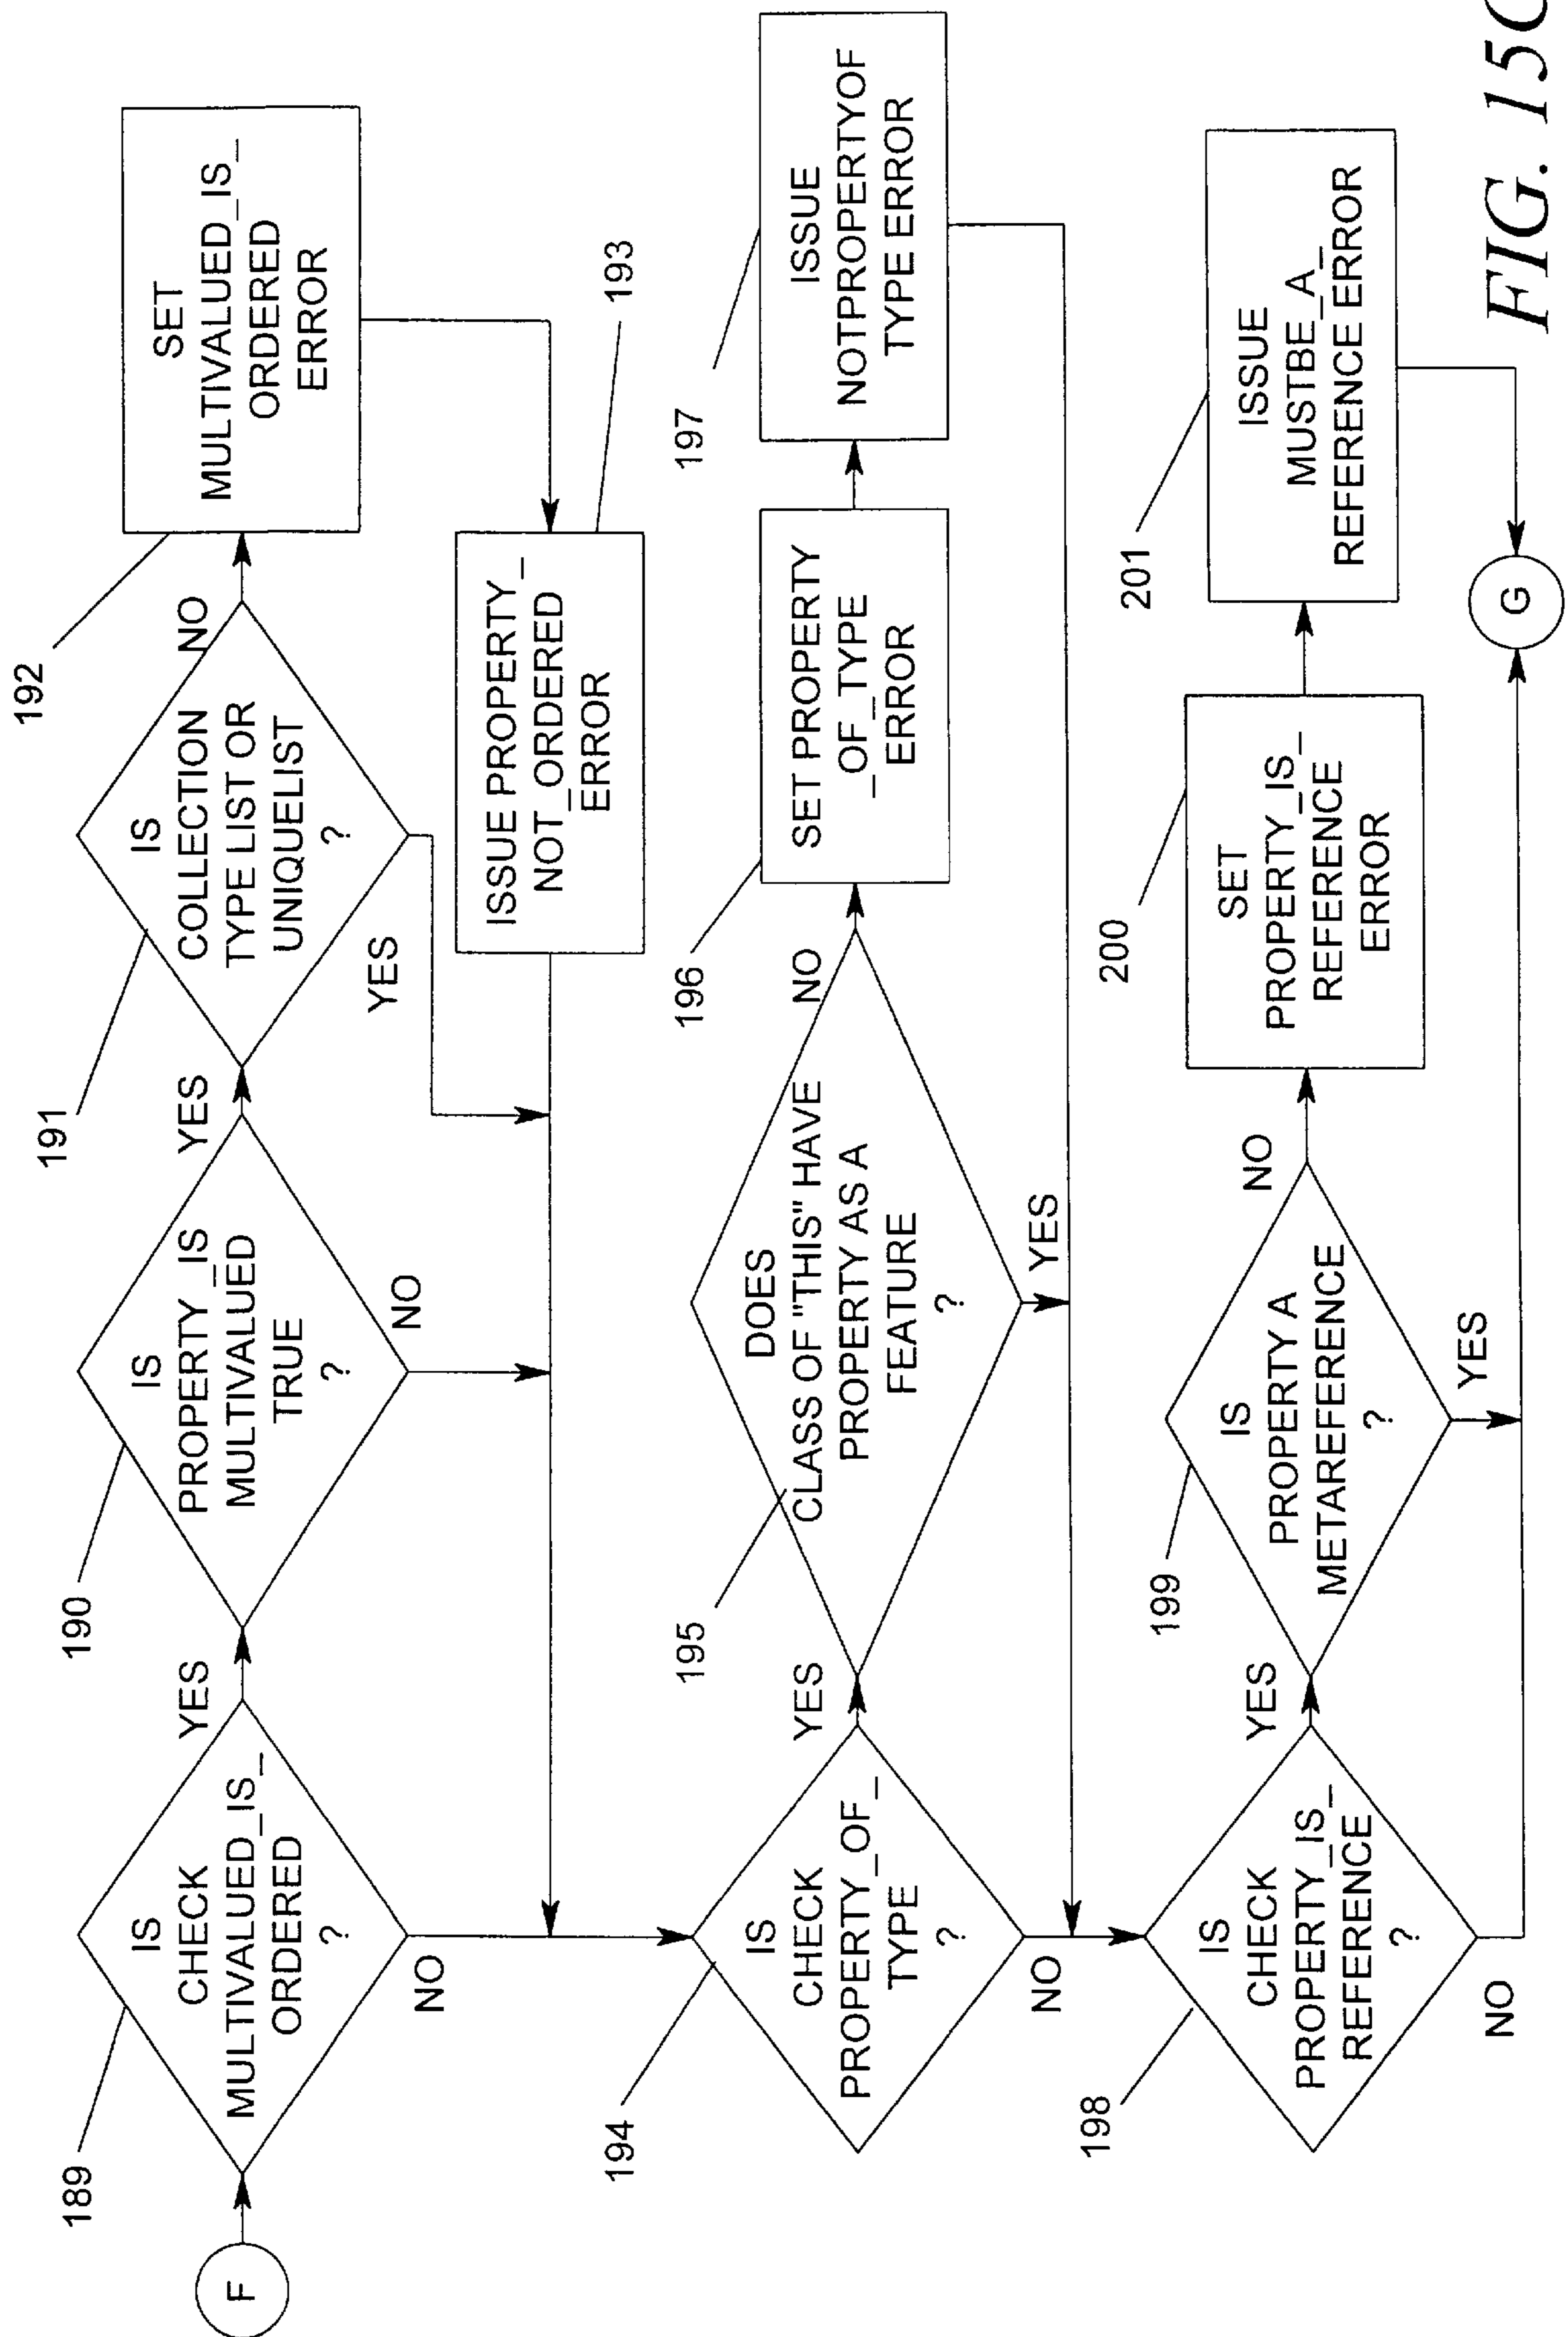 F
189
IS
CHECK
MULTIVALUED_IS_
ORDERED
?
YES
NO
190
IS
PROPERTY_IS_
MULTIVALUED
TRUE
?
YES
NO
191
IS
COLLECTION
TYPE LIST OR
UNIQUELIST
?
NO
YES
192
SET
MULTIVALUED_IS_
ORDERED
ERROR
193
ISSUE PROPERTY_
NOT_ORDERED_
ERROR
194
IS
CHECK
PROPERTY_OF_
TYPE
?
YES
NO
195
DOES
CLASS OF "THIS" HAVE
PROPERTY AS A
FEATURE
?
NO
YES
196
SET PROPERTY
_OF_TYPE
ERROR
197
ISSUE
NOTPROPERTYOF
TYPE ERROR
198
IS
CHECK
PROPERTY_IS_
REFERENCE
?
YES
NO
199
IS
PROPERTY A
METAREFERENCE
?
NO
YES
200
SET
PROPERTY_IS_
REFERENCE
ERROR
201
ISSUE
MUSTBE_A_
REFERENCE ERROR
G
FIG. 15C